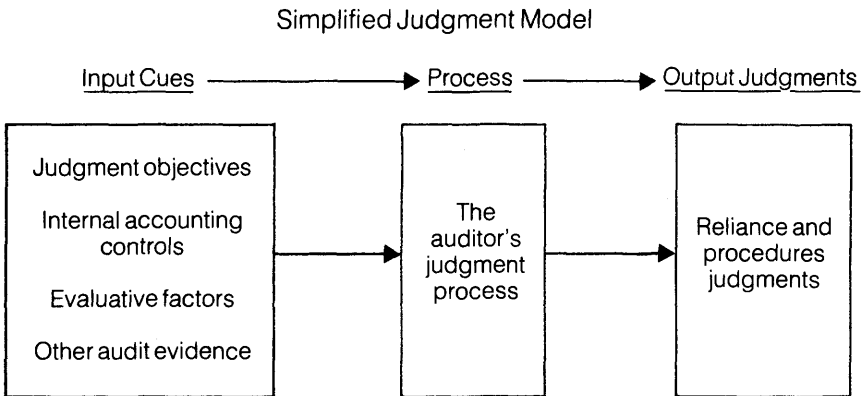 Simplified Judgment Model
Input Cues Process Output Judgments
Judgment objectives
Internal accounting
controls
Evaluative factors
Other audit evidence
The
auditor's
judgment
process
Reliance and
procedures
judgments